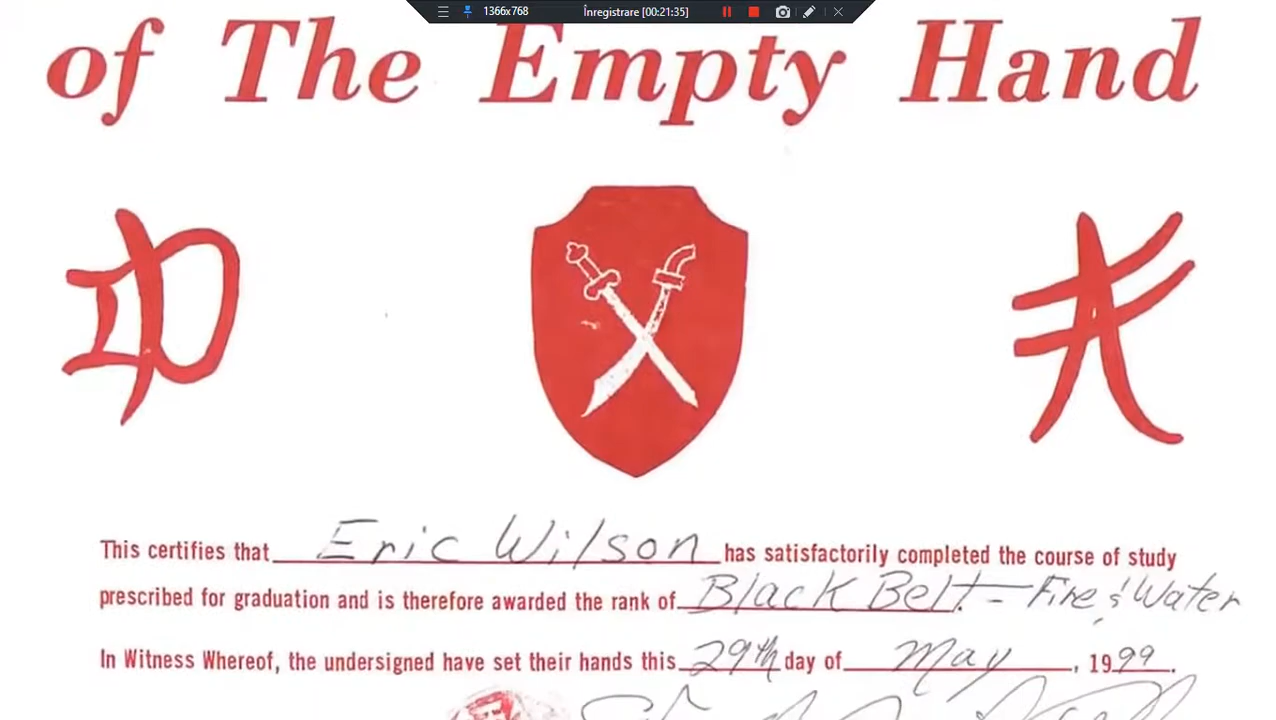 1366x768
Înregistrare [00:21:35]
of The Empty Hand
This certifies that Eric Wilson has satisfactorily completed the course of study
prescribed for graduation and is therefore awarded the rank of Black Belt - Fire & Water
In Witness Whereof, the undersigned have set their hands this 29th day of May, 1999.